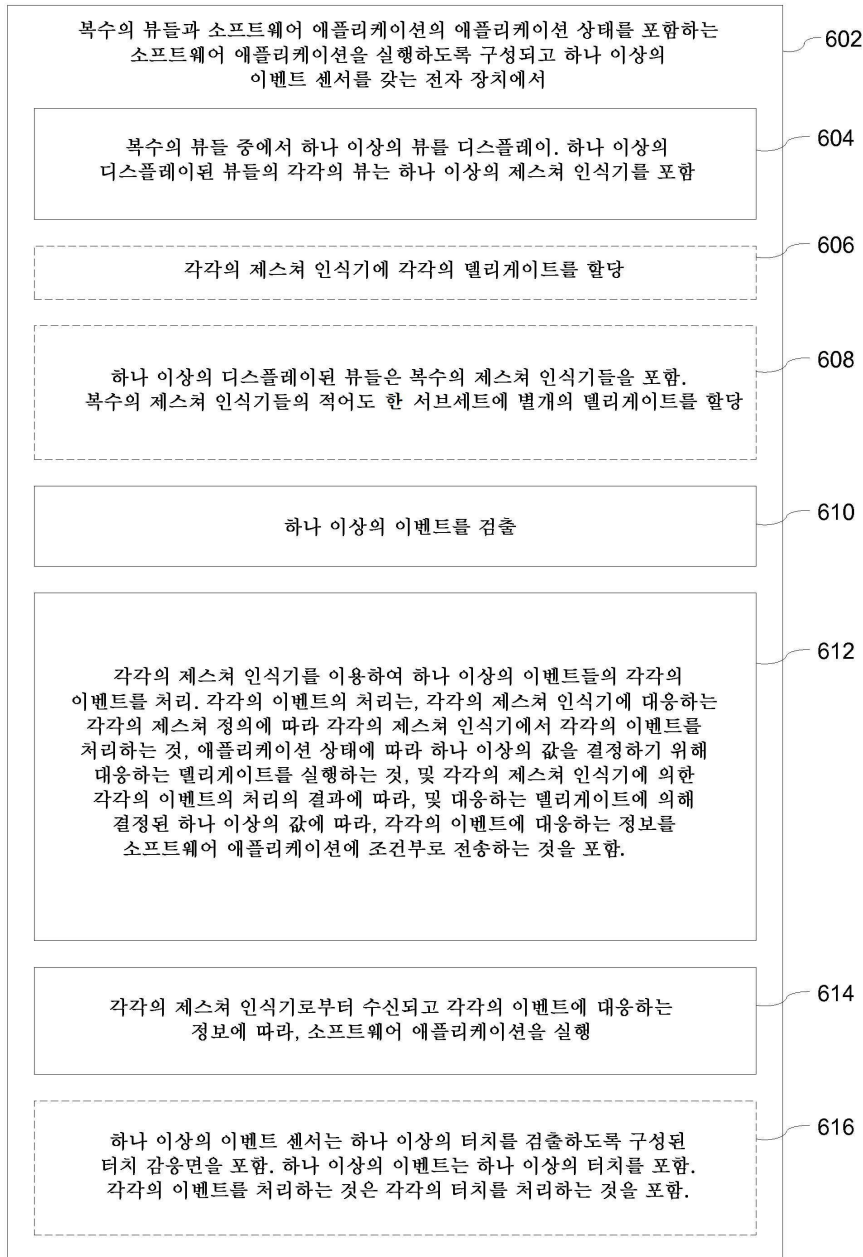 복수의 뷰들과 소프트웨어 애플리케이션의 애플리케이션 상태를 포함하는
소프트웨어 애플리케이션을 실행하도록 구성되고 하나 이상의
이벤트 센서를 갖는 전자 장치에서
602
복수의 뷰들 중에서 하나 이상의 뷰를 디스플레이. 하나 이상의
디스플레이된 뷰들의 각각의 뷰는 하나 이상의 제스쳐 인식기를 포함
604
각각의 제스쳐 인식기에 각각의 델리게이트를 할당
606
하나 이상의 디스플레이된 뷰들은 복수의 제스쳐 인식기들을 포함.
복수의 제스쳐 인식기들의 적어도 한 서브세트에 별개의 델리게이트를 할당
608
하나 이상의 이벤트를 검출
610
각각의 제스쳐 인식기를 이용하여 하나 이상의 이벤트들의 각각의
이벤트를 처리. 각각의 이벤트의 처리는, 각각의 제스쳐 인식기에 대응하는
각각의 제스쳐 정의에 따라 각각의 제스쳐 인식기에서 각각의 이벤트를
처리하는 것, 애플리케이션 상태에 따라 하나 이상의 값을 결정하기 위해
대응하는 델리게이트를 실행하는 것, 및 각각의 제스쳐 인식기에 의한
각각의 이벤트의 처리의 결과에 따라, 및 대응하는 델리게이트에 의해
결정된 하나 이상의 값에 따라, 각각의 이벤트에 대응하는 정보를
소프트웨어 애플리케이션에 조건부로 전송하는 것을 포함.
612
각각의 제스쳐 인식기로부터 수신되고 각각의 이벤트에 대응하는
정보에 따라, 소프트웨어 애플리케이션을 실행
614
하나 이상의 이벤트 센서는 하나 이상의 터치를 검출하도록 구성된
터치 감응면을 포함. 하나 이상의 이벤트는 하나 이상의 터치를 포함.
각각의 이벤트를 처리하는 것은 각각의 터치를 처리하는 것을 포함.
616